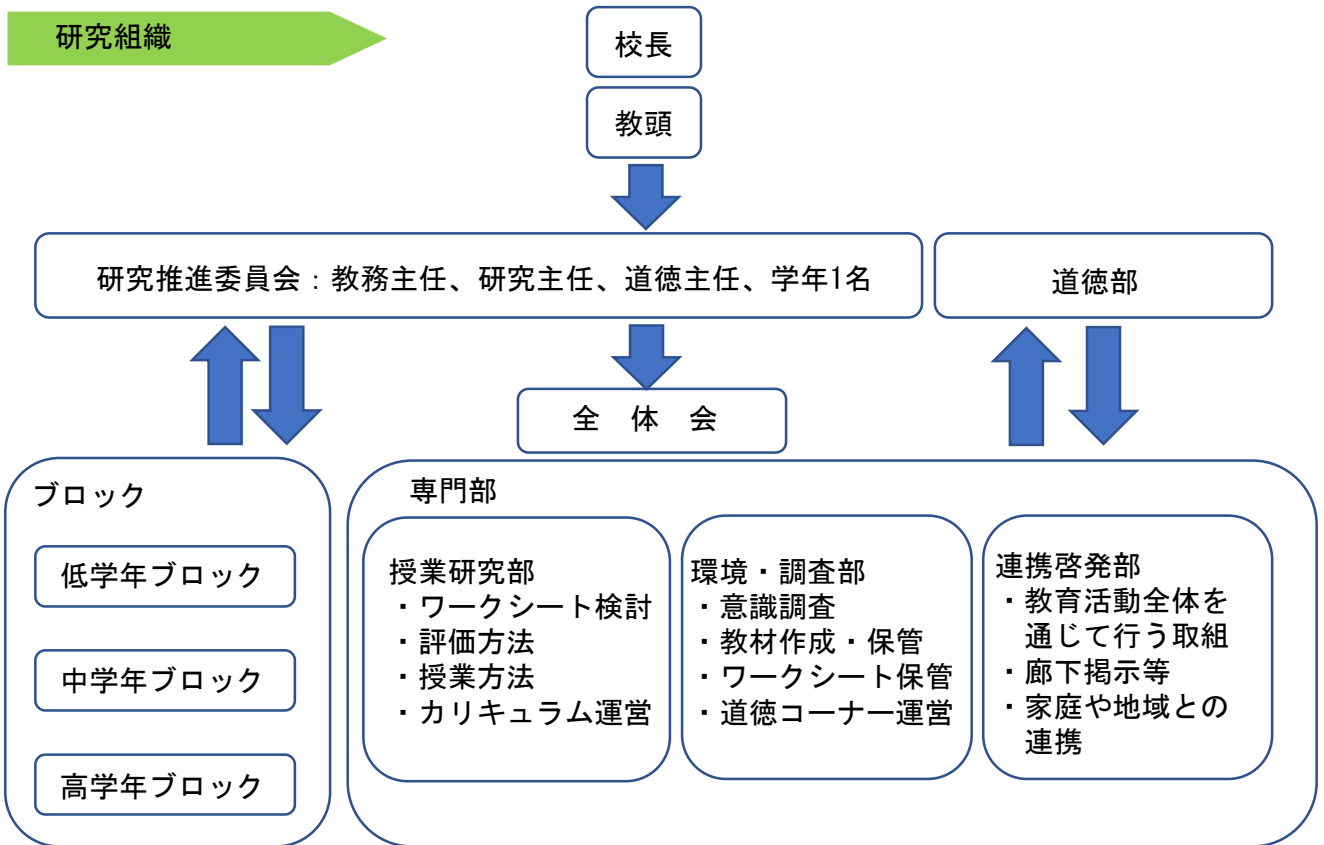 研究組織
校長
教頭
研究推進委員会：教務主任、研究主任、道徳主任、学年1名
道徳部
全　体　会
ブロック
低学年ブロック
中学年ブロック
高学年ブロック
専門部
授業研究部
・ワークシート検討
・評価方法
・授業方法
・カリキュラム運営
環境・調査部
・意識調査
・教材作成・保管
・ワークシート保管
・道徳コーナー運営
連携啓発部
・教育活動全体を
通じて行う取組
・廊下掲示等
・家庭や地域との
連携